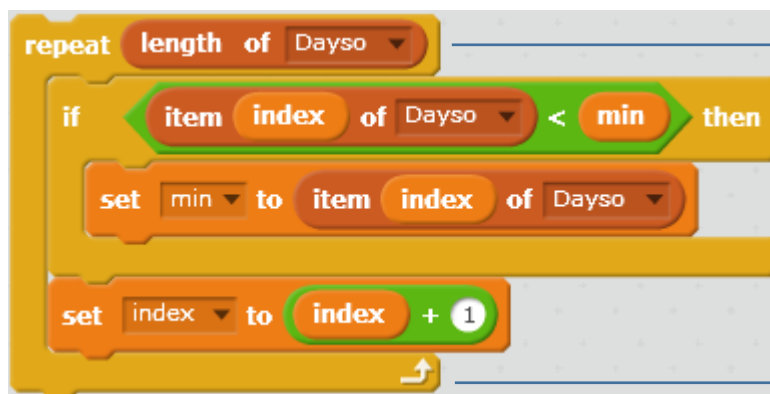 repeat length of Dayso
if item index of Dayso < min then
set min to item index of Dayso
set index to index + 1